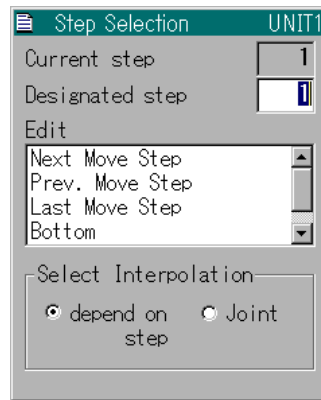 Step Selection UNIT1
Current step 1
Designated step 1
Edit
Next Move Step
Prev. Move Step
Last Move Step
Bottom
Select Interpolation
depend on Joint
step